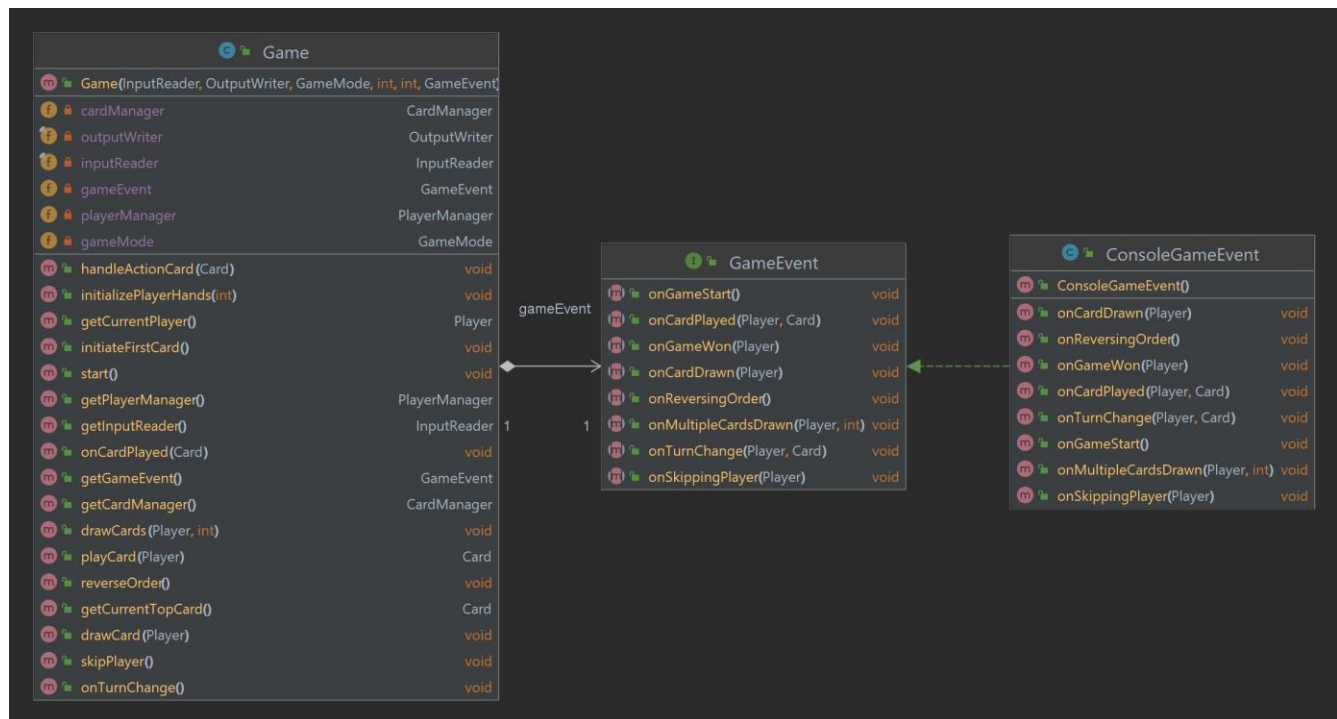 Game
Game(InputReader, OutputWriter, GameMode, int, int, GameEvent)
cardManager CardManager
outputWriter OutputWriter
inputReader InputReader
gameEvent GameEvent
playerManager PlayerManager
gameMode GameMode
handleActionCard(Card) void
initializePlayerHands(int) void
getCurrentPlayer() Player
initiateFirstCard() void
start() void
getPlayerManager() PlayerManager
getInputReader() InputReader
onCardPlayed(Card) void
getGameEvent() GameEvent
getCardManager() CardManager
drawCards(Player, int) void
playCard(Player) Card
reverseOrder() void
getCurrentTopCard() Card
drawCard(Player) void
skipPlayer() void
onTurnChange() void
gameEvent
1 1
GameEvent
onGameStart() void
onCardPlayed(Player, Card) void
onGameWon(Player) void
onCardDrawn(Player) void
onReversingOrder() void
onMultipleCardsDrawn(Player, int) void
onTurnChange(Player, Card) void
onSkippingPlayer(Player) void
ConsoleGameEvent
ConsoleGameEvent()
onCardDrawn(Player) void
onReversingOrder() void
onGameWon(Player) void
onCardPlayed(Player, Card) void
onTurnChange(Player, Card) void
onGameStart() void
onMultipleCardsDrawn(Player, int) void
onSkippingPlayer(Player) void